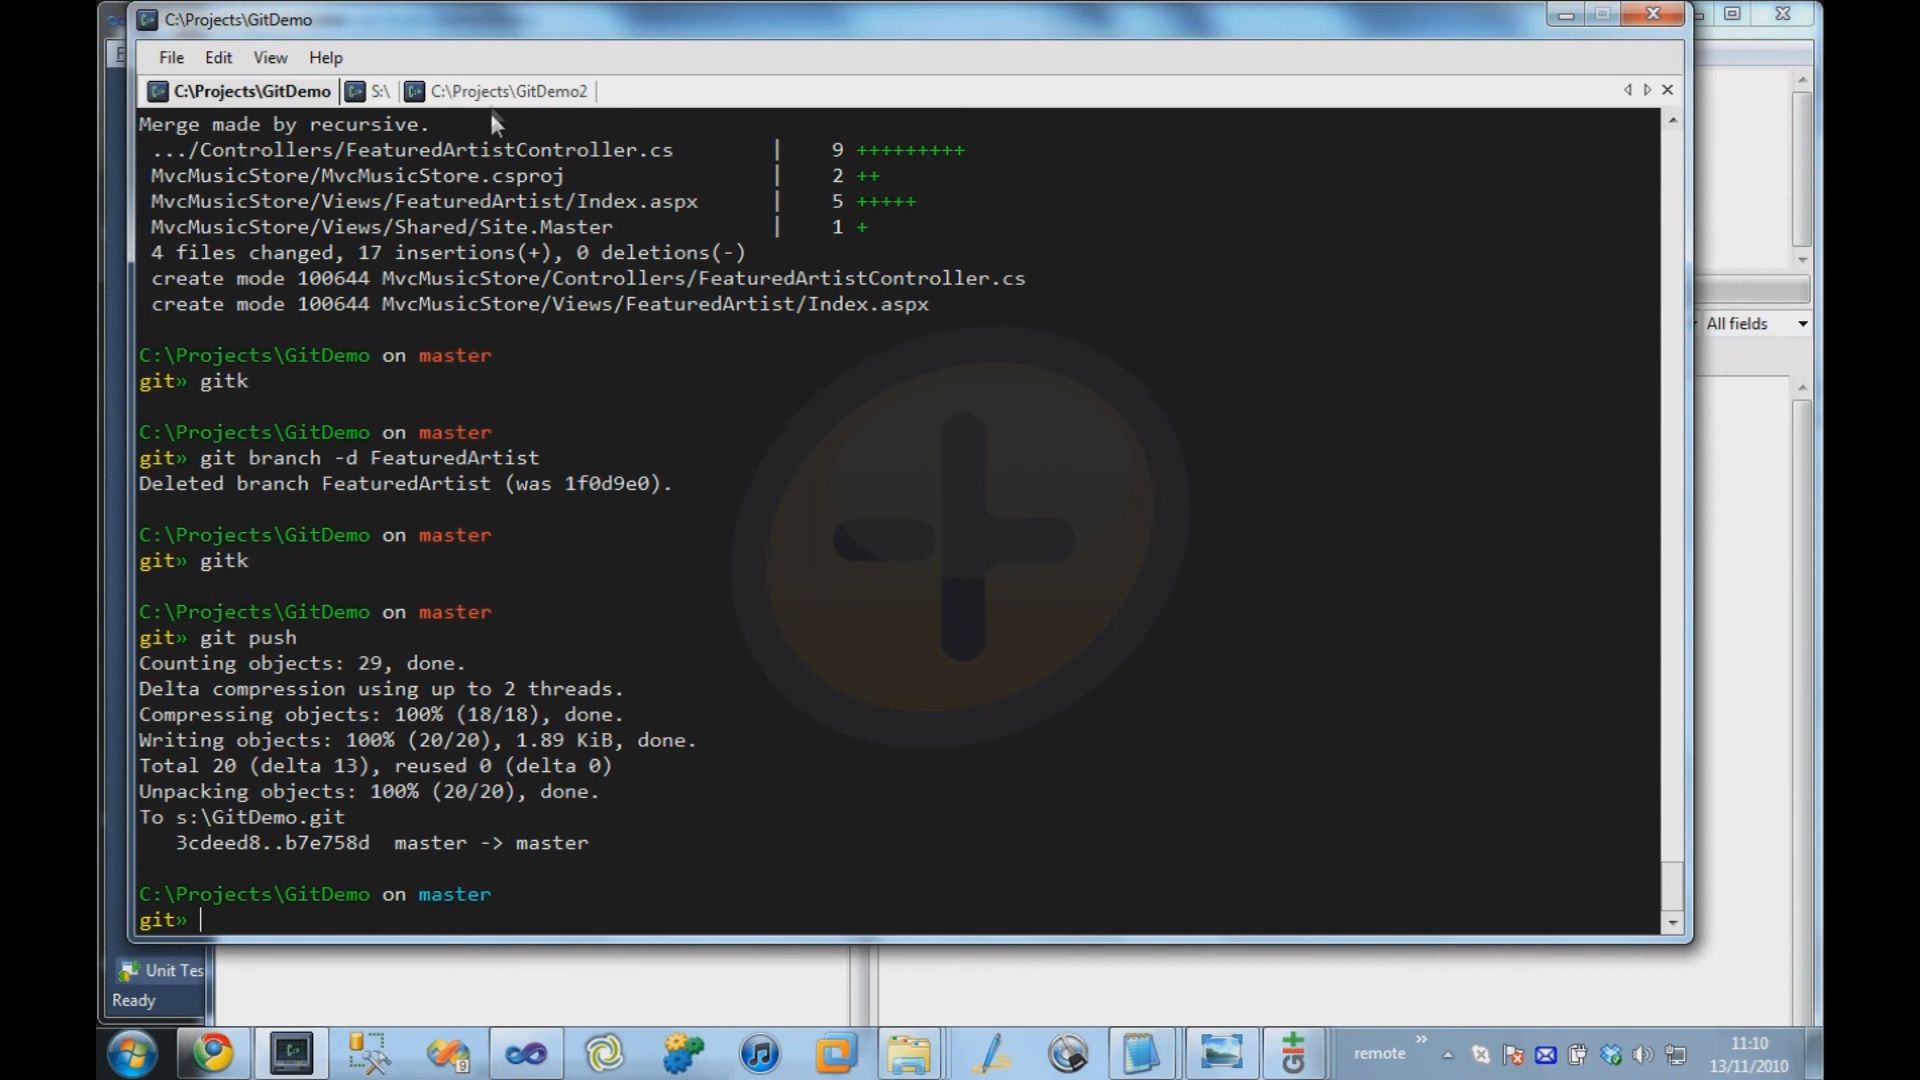 C:\Projects\GitDemo
File Edit View Help
C:\Projects\GitDemo S:\ C:\Projects\GitDemo2
Merge made by recursive.
.../Controllers/FeaturedArtistController.cs | 9 +++++++++
MvcMusicStore/MvcMusicStore.csproj | 2 ++
MvcMusicStore/Views/FeaturedArtist/Index.aspx | 5 +++++
MvcMusicStore/Views/Shared/Site.Master | 1 +
4 files changed, 17 insertions(+), 0 deletions(-)
create mode 100644 MvcMusicStore/Controllers/FeaturedArtistController.cs
create mode 100644 MvcMusicStore/Views/FeaturedArtist/Index.aspx
All fields
C:\Projects\GitDemo on master
git» gitk
C:\Projects\GitDemo on master
git» git branch -d FeaturedArtist
Deleted branch FeaturedArtist (was 1f0d9e0).
C:\Projects\GitDemo on master
git» gitk
C:\Projects\GitDemo on master
git» git push
Counting objects: 29, done.
Delta compression using up to 2 threads.
Compressing objects: 100% (18/18), done.
Writing objects: 100% (20/20), 1.89 KiB, done.
Total 20 (delta 13), reused 0 (delta 0)
Unpacking objects: 100% (20/20), done.
To s:\GitDemo.git
3cdeed8..b7e758d master -> master
C:\Projects\GitDemo on master
git»
Unit Tes
Ready
9
git
remote
11:10
13/11/2010